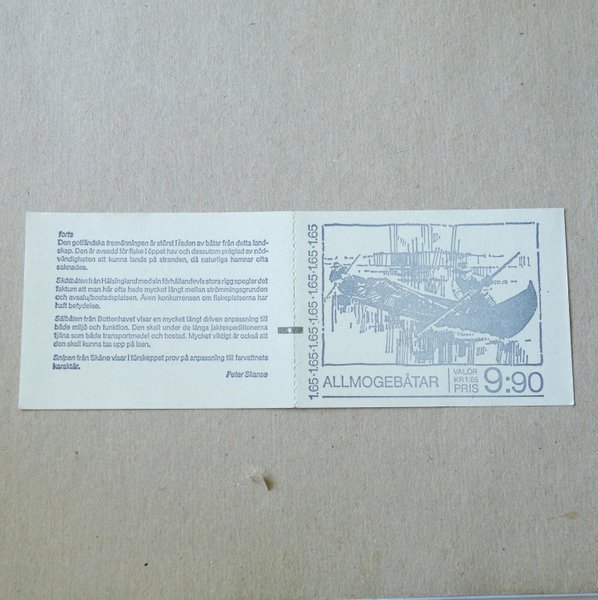 forts
Den gotländska tremänningen är störst i raden av båtar från detta land-
skap. Den är avsedd för fiske i öppet hav och dessutom präglad av nöd-
vändigheten att kunna landa på stranden, då naturliga hamnar ofta
saknades.
Skötbåten från Hälsingland med sin förhållandevis stora rigg speglar det
faktum att man här ofta hade mycket långt mellan strömmingsgrunden
och avsalu/bostadsplatsen. Även konkurrensen om fiskeplatserna har
haft betydelse.
Sälbåten från Bottenhavet visar en mycket långt driven anpassning till
både miljö och funktion. Den skall under de långa jaktexpeditionerna
tjäna som både transportmedel och bostad. Mycket viktigt är också att
den skall kunna tas upp på isen.
Snipan från Skåne visar i förskeppet prov på anpassning till farvattnets
karaktär.
Peter Skanse
1.65·1.65·1.65·1.65·1.65·1.65·1.65
ALLMOGEBÅTAR
VALÖR
KR 1:65
PRIS
9:90